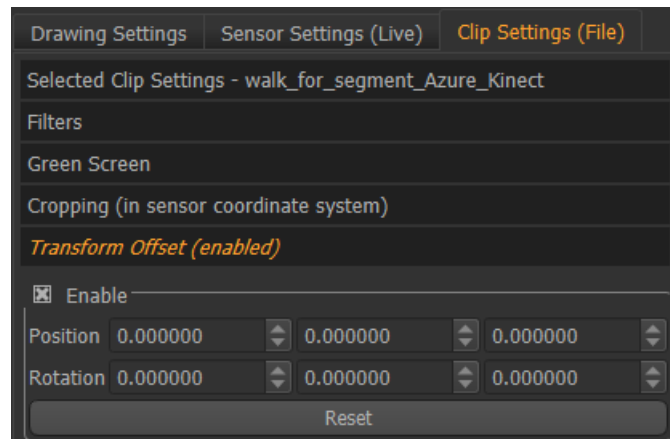 Drawing Settings Sensor Settings (Live) Clip Settings (File)
Selected Clip Settings - walk_for_segment_Azure_Kinect
Filters
Green Screen
Cropping (in sensor coordinate system)
Transform Offset (enabled)
Enable
Position 0.000000 0.000000 0.000000
Rotation 0.000000 0.000000 0.000000
Reset